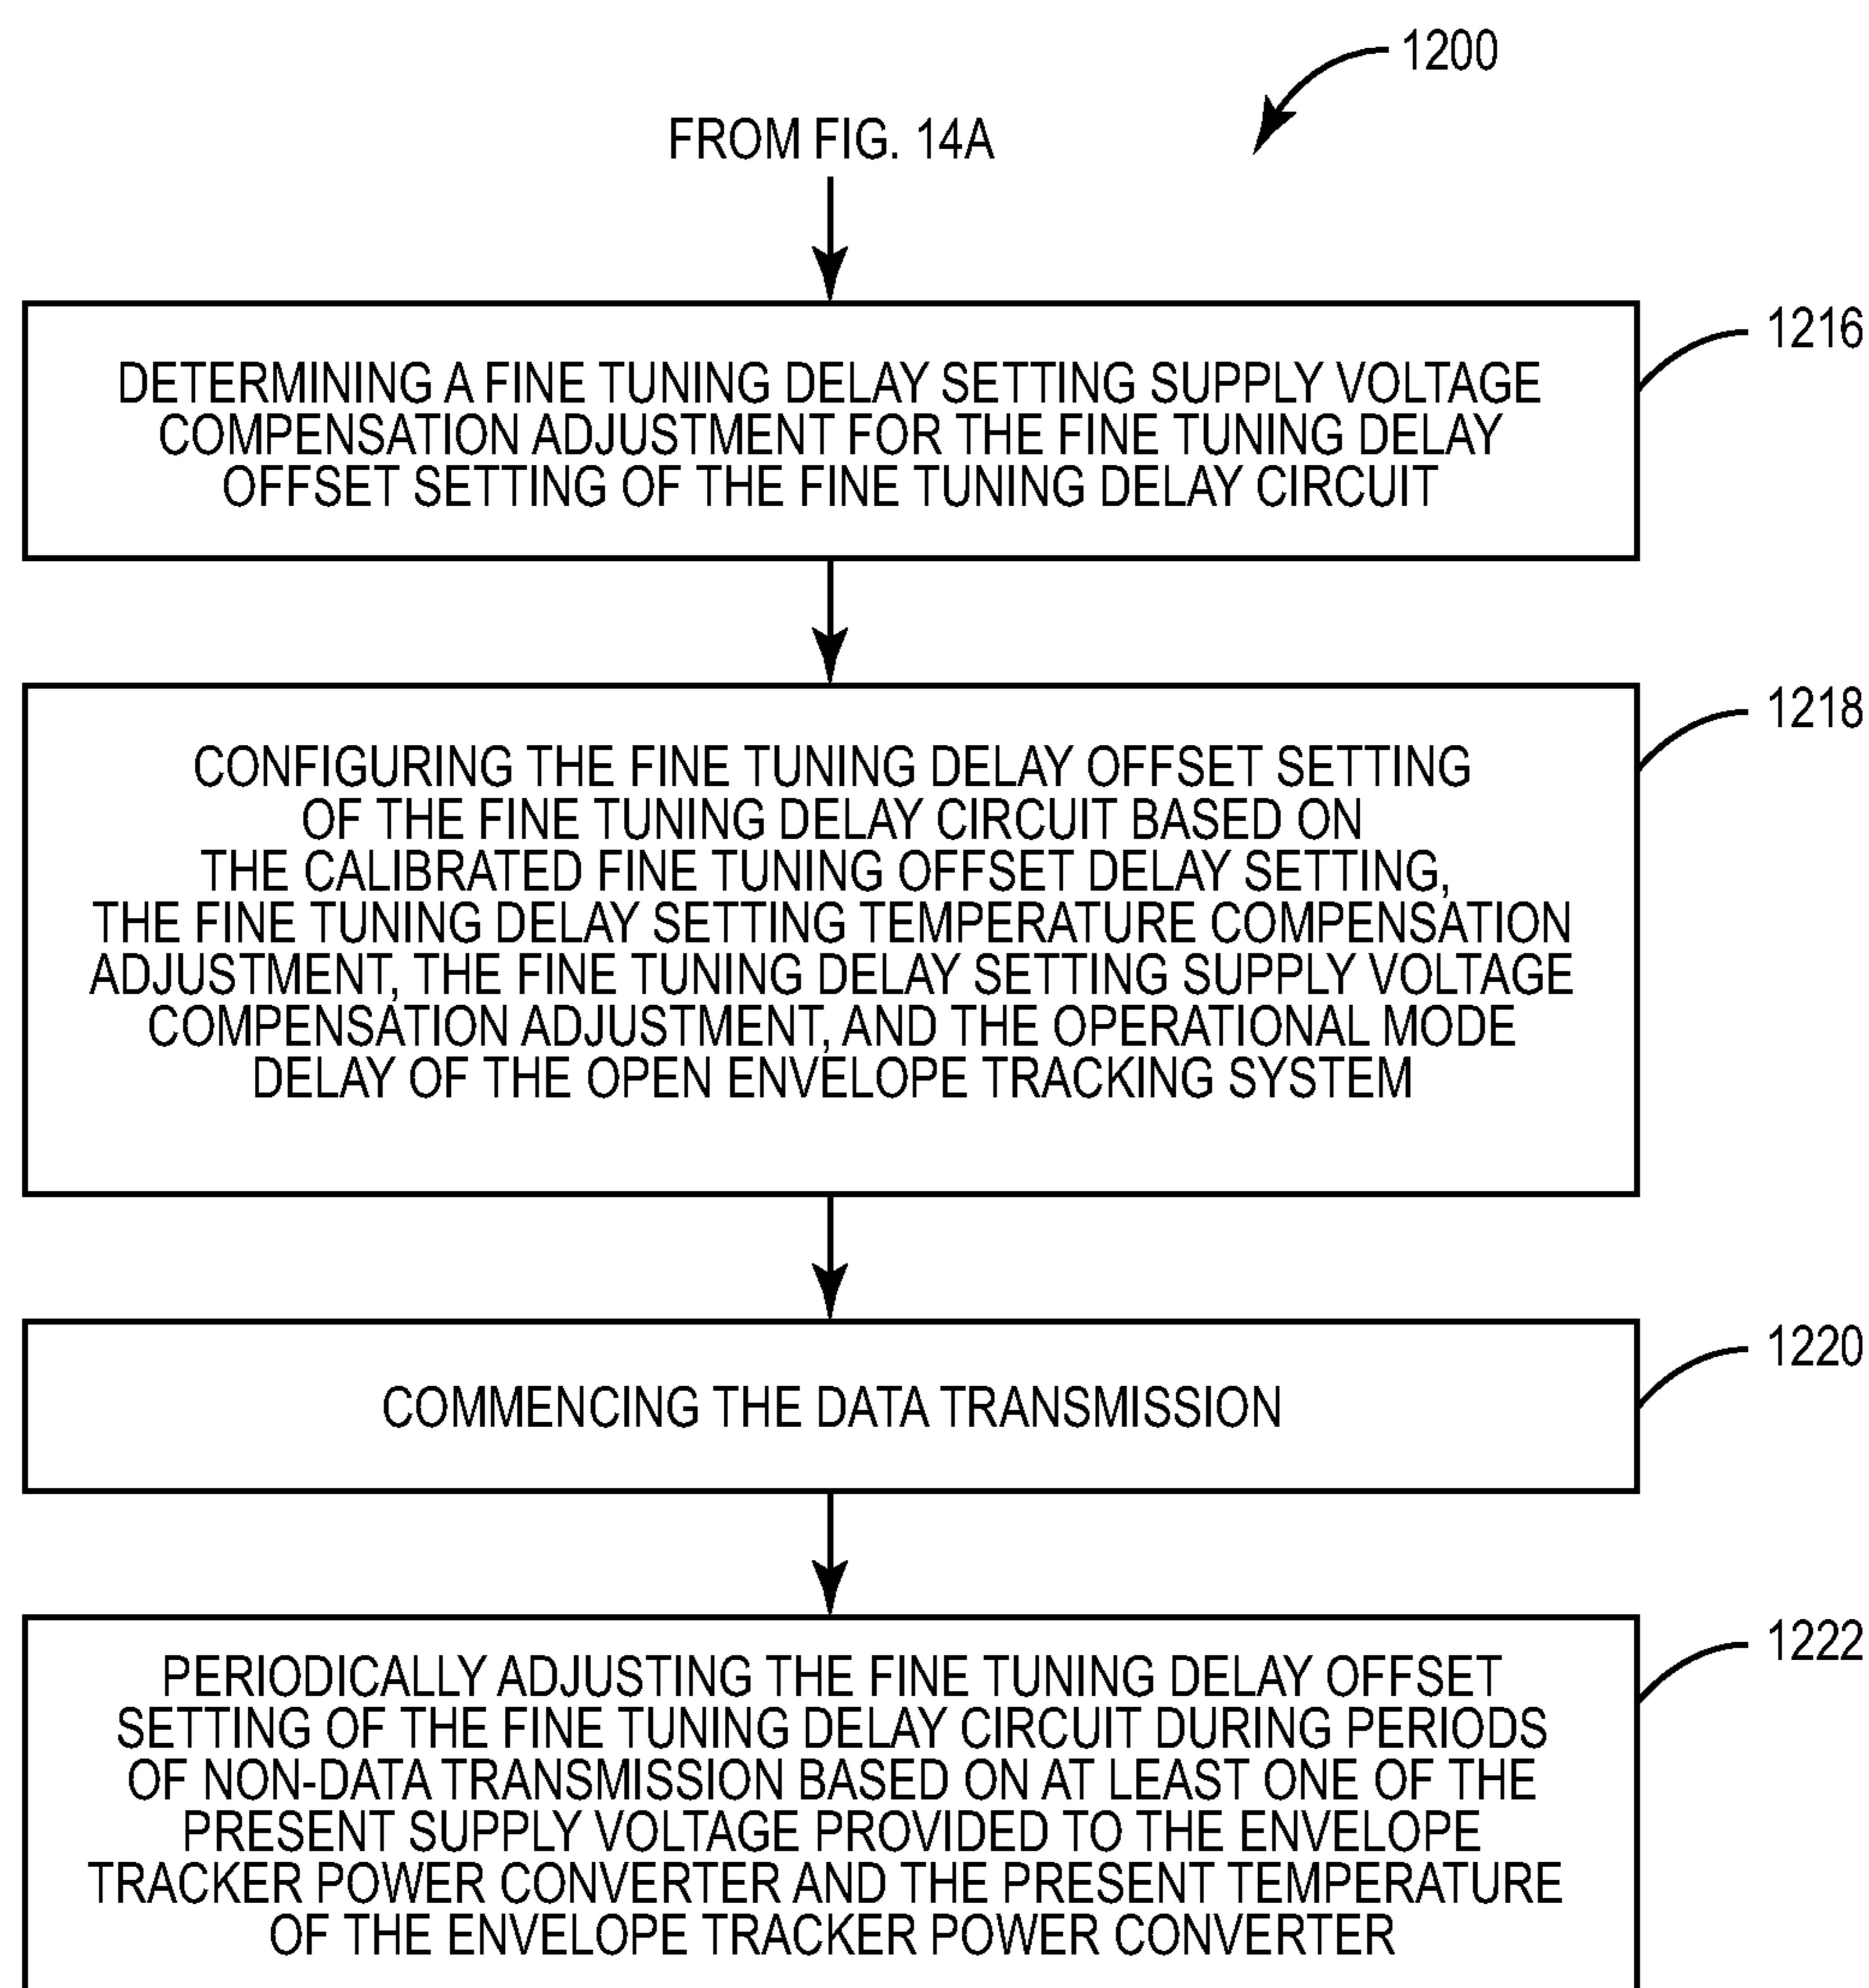 1200
FROM FIG. 14A
1216
DETERMINING A FINE TUNING DELAY SETTING SUPPLY VOLTAGE
COMPENSATION ADJUSTMENT FOR THE FINE TUNING DELAY
OFFSET SETTING OF THE FINE TUNING DELAY CIRCUIT
1218
CONFIGURING THE FINE TUNING DELAY OFFSET SETTING
OF THE FINE TUNING DELAY CIRCUIT BASED ON
THE CALIBRATED FINE TUNING OFFSET DELAY SETTING,
THE FINE TUNING DELAY SETTING TEMPERATURE COMPENSATION
ADJUSTMENT, THE FINE TUNING DELAY SETTING SUPPLY VOLTAGE
COMPENSATION ADJUSTMENT, AND THE OPERATIONAL MODE
DELAY OF THE OPEN ENVELOPE TRACKING SYSTEM
1220
COMMENCING THE DATA TRANSMISSION
1222
PERIODICALLY ADJUSTING THE FINE TUNING DELAY OFFSET
SETTING OF THE FINE TUNING DELAY CIRCUIT DURING PERIODS
OF NON-DATA TRANSMISSION BASED ON AT LEAST ONE OF THE
PRESENT SUPPLY VOLTAGE PROVIDED TO THE ENVELOPE
TRACKER POWER CONVERTER AND THE PRESENT TEMPERATURE
OF THE ENVELOPE TRACKER POWER CONVERTER